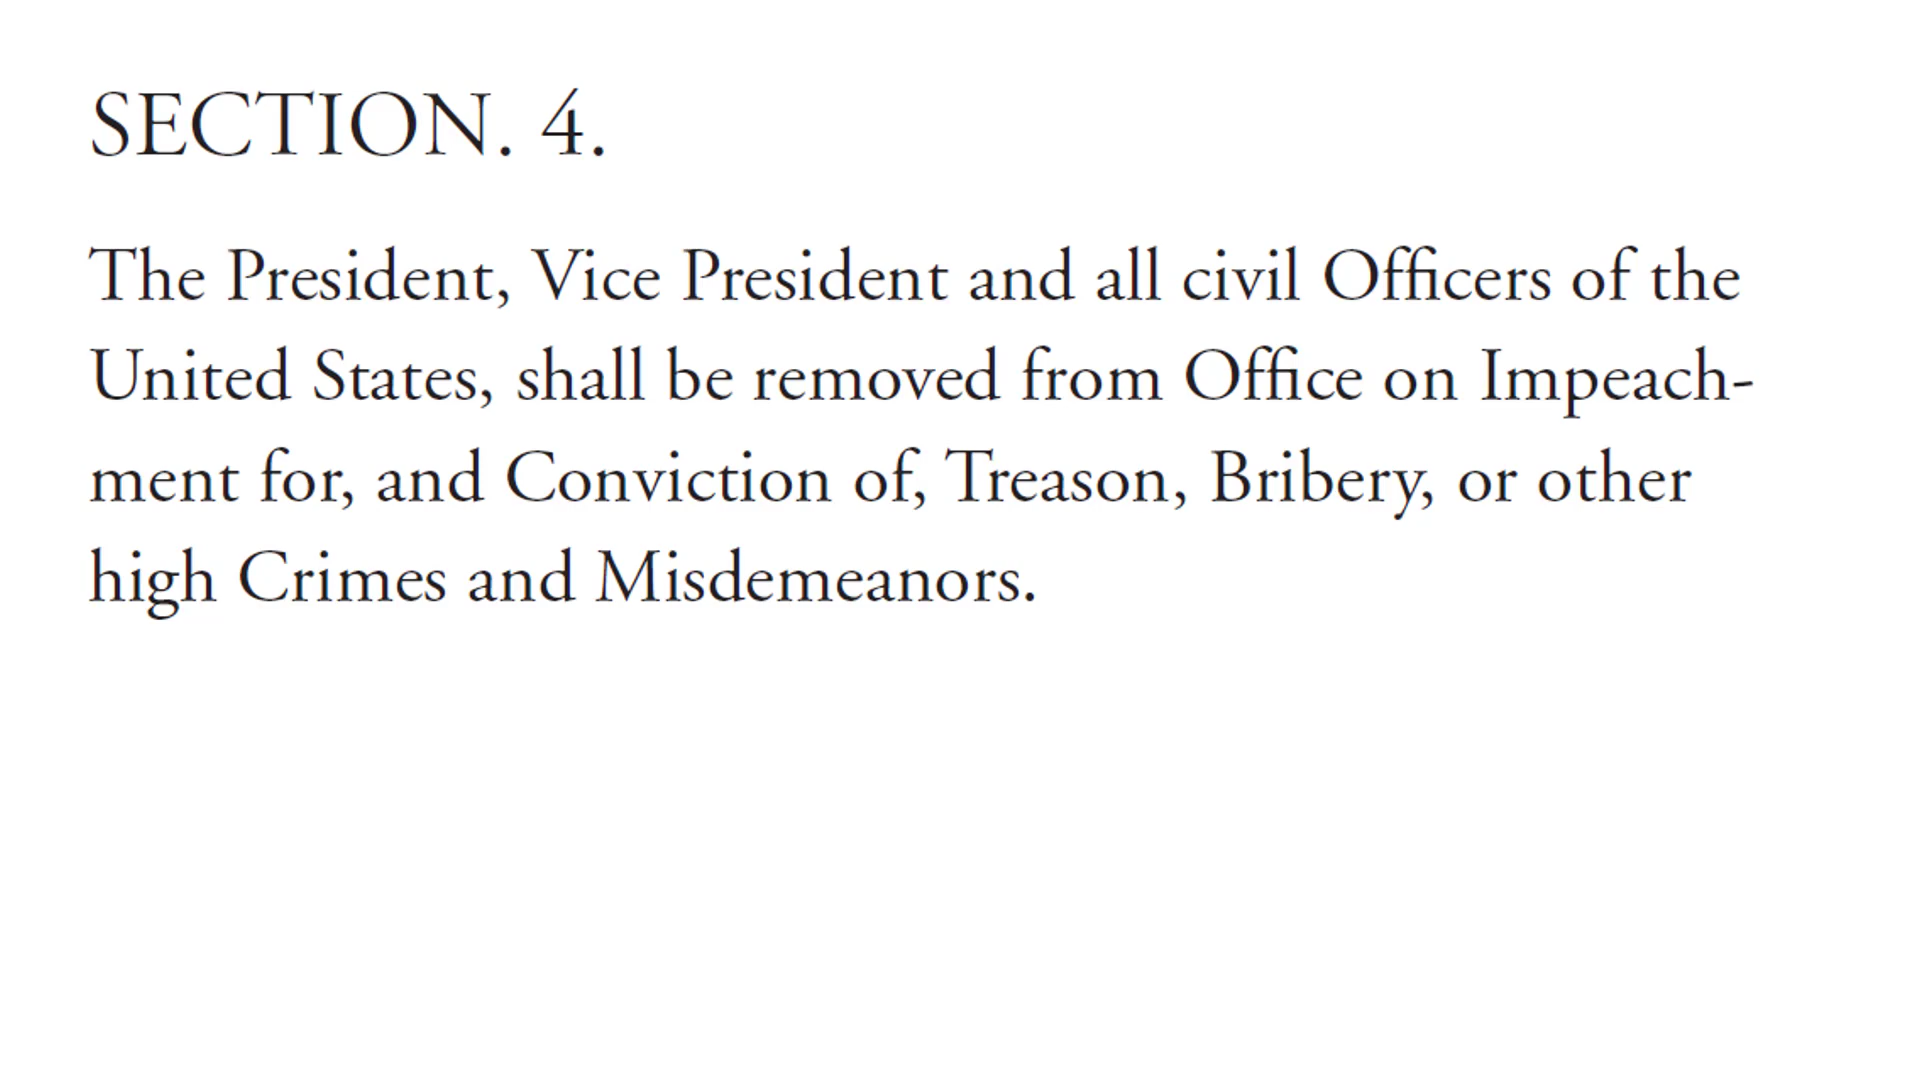 SECTION. 4.
The President, Vice President and all civil Officers of the
United States, shall be removed from Office on Impeach-
ment for, and Conviction of, Treason, Bribery, or other
high Crimes and Misdemeanors.